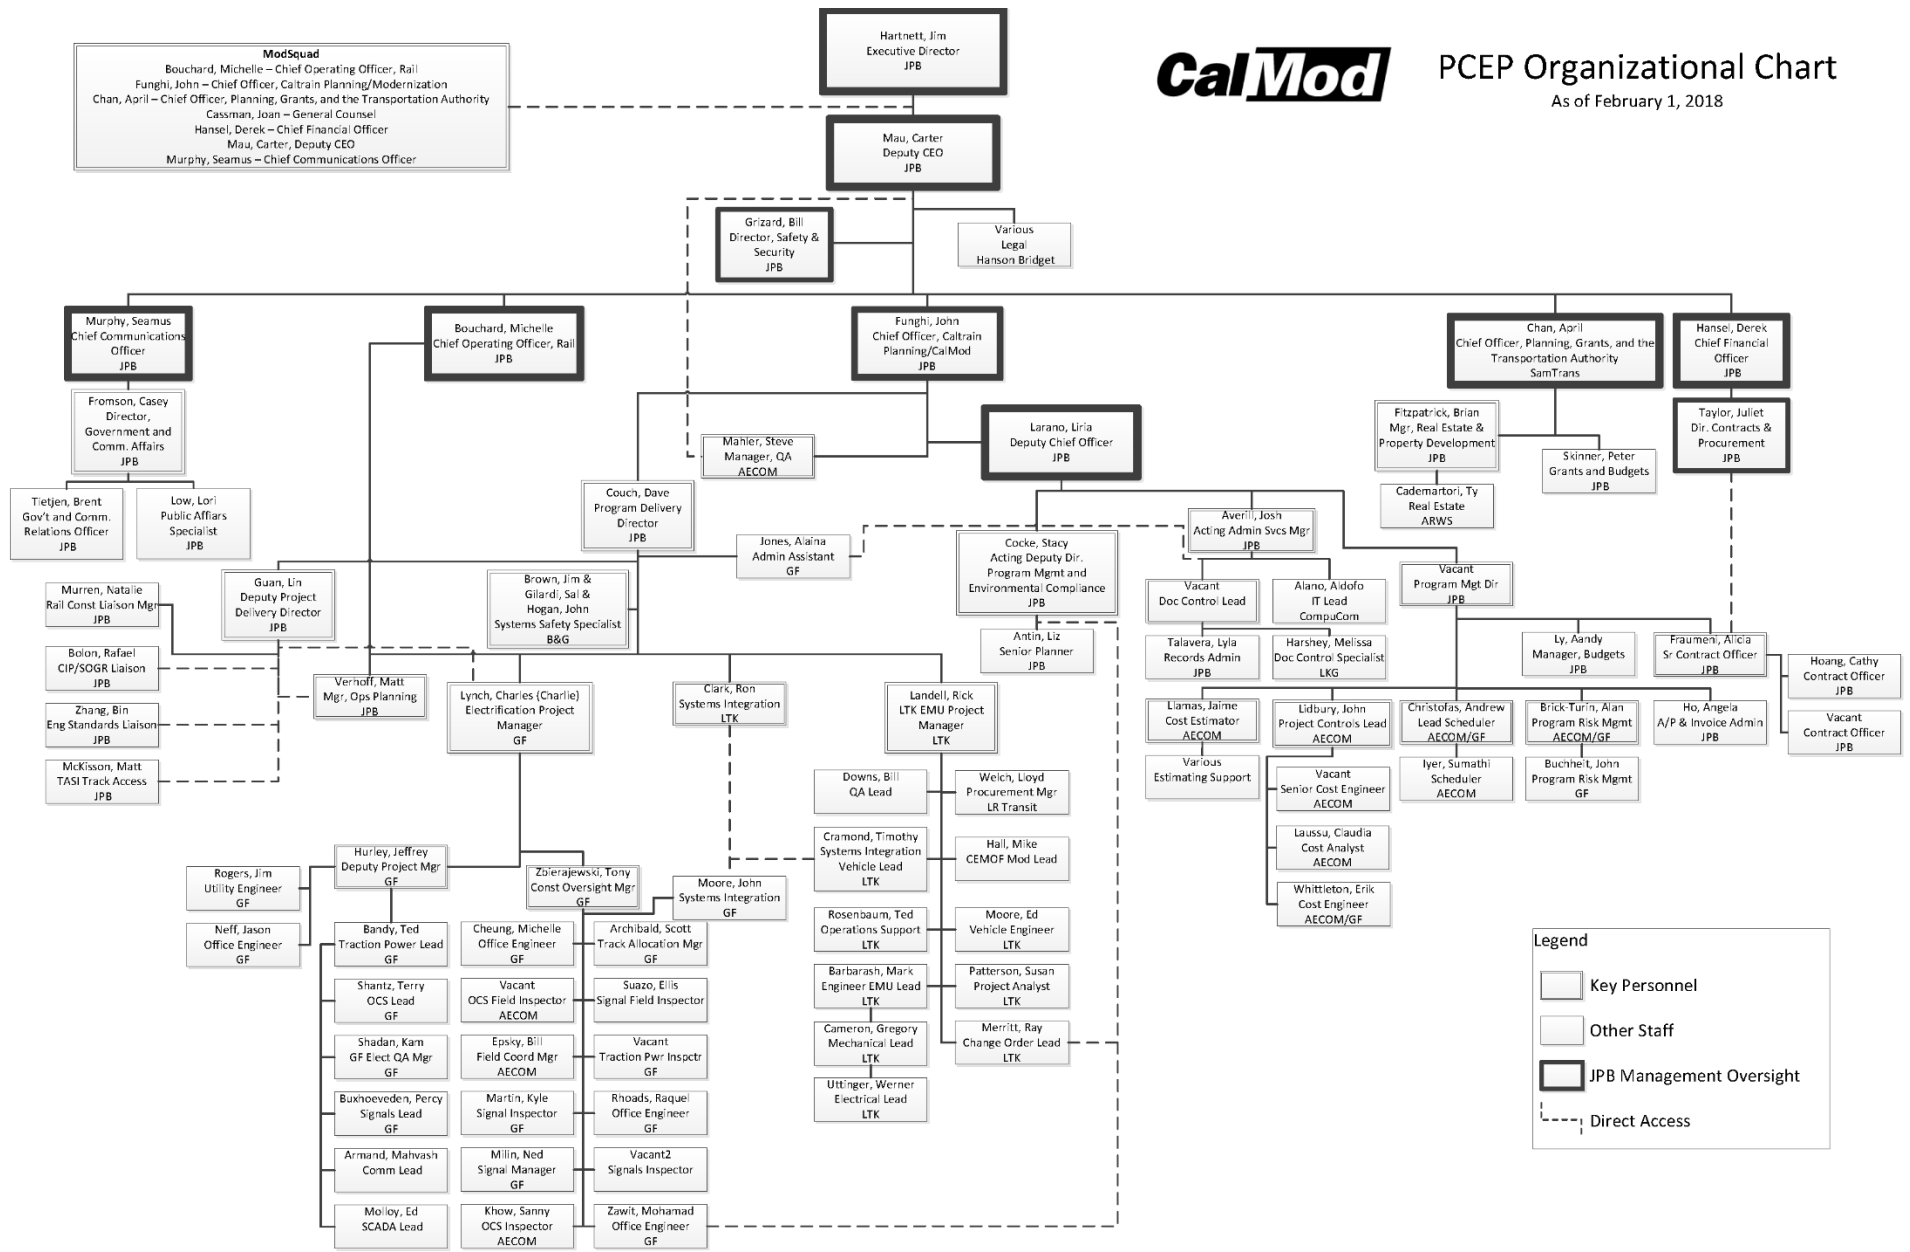 Hartnett, Jim
Executive Director
JPB
CalMod
PCEP Organizational Chart
As of February 1, 2018
ModSquad
Bouchard, Michelle – Chief Operating Officer, Rail
Funghi, John – Chief Officer, Caltrain Planning/Modernization
Chan, April – Chief Officer, Planning, Grants, and the Transportation Authority
Cassman, Joan – General Counsel
Hansel, Derek – Chief Financial Officer
Mau, Carter, Deputy CEO
Murphy, Seamus – Chief Communications Officer
Mau, Carter
Deputy CEO
JPB
Grizard, Bill
Director, Safety &
Security
JPB
Various
Legal
Hanson Bridget
Murphy, Seamus
Chief Communications
Officer
JPB
Bouchard, Michelle
Chief Operating Officer, Rail
JPB
Funghi, John
Chief Officer, Caltrain
Planning/CalMod
JPB
Chan, April
Chief Officer, Planning, Grants, and the
Transportation Authority
SamTrans
Hansel, Derek
Chief Financial
Officer
JPB
Fromson, Casey
Director,
Government and
Comm. Affairs
JPB
Mahler, Steve
Manager, QA
AECOM
Larano, Liria
Deputy Chief Officer
JPB
Fitzpatrick, Brian
Mgr, Real Estate &
Property Development
JPB
Skinner, Peter
Grants and Budgets
JPB
Taylor, Juliet
Dir. Contracts &
Procurement
JPB
Tietjen, Brent
Gov't and Comm.
Relations Officer
JPB
Low, Lori
Public Affiars
Specialist
JPB
Couch, Dave
Program Delivery
Director
JPB
Cademartori, Ty
Real Estate
ARWS
Jones, Alaina
Admin Assistant
GF
Cocke, Stacy
Acting Deputy Dir.
Program Mgmt and
Environmental Compliance
JPB
Averill, Josh
Acting Admin Svcs Mgr
JPB
Vacant
Program Mgt Dir
JPB
Murren, Natalie
Rail Const Liaison Mgr
JPB
Guan, Lin
Deputy Project
Delivery Director
JPB
Brown, Jim &
Gilardi, Sal &
Hogan, John
Systems Safety Specialist
B&G
Vacant
Doc Control Lead
Alano, Aldofo
IT Lead
CompuCom
Antin, Liz
Senior Planner
JPB
Talavera, Lyla
Records Admin
JPB
Harshey, Melissa
Doc Control Specialist
LKG
Ly, Aandy
Manager, Budgets
JPB
Fraumeni, Alicia
Sr Contract Officer
JPB
Hoang, Cathy
Contract Officer
JPB
Vacant
Contract Officer
JPB
Bolon, Rafael
CIP/SOGR Liaison
JPB
Zhang, Bin
Eng Standards Liaison
JPB
McKisson, Matt
TASI Track Access
JPB
Verhoff, Matt
Mgr, Ops Planning
JPB
Lynch, Charles (Charlie)
Electrification Project
Manager
GF
Clark, Ron
Systems Integration
LTK
Landell, Rick
LTK EMU Project
Manager
LTK
Llamas, Jaime
Cost Estimator
AECOM
Lidbury, John
Project Controls Lead
AECOM
Christofas, Andrew
Lead Scheduler
AECOM/GF
Brick-Turin, Alan
Program Risk Mgmt
AECOM/GF
Ho, Angela
A/P & Invoice Admin
JPB
Various
Estimating Support
Vacant
Senior Cost Engineer
AECOM
Iyer, Sumathi
Scheduler
AECOM
Buchheit, John
Program Risk Mgmt
GF
Laussu, Claudia
Cost Analyst
AECOM
Whittleton, Erik
Cost Engineer
AECOM/GF
Downs, Bill
QA Lead
Welch, Lloyd
Procurement Mgr
LR Transit
Cramond, Timothy
Systems Integration
Vehicle Lead
LTK
Hall, Mike
CEMOF Mod Lead
Rosenbaum, Ted
Operations Support
LTK
Moore, Ed
Vehicle Engineer
LTK
Barbarash, Mark
Engineer EMU Lead
LTK
Patterson, Susan
Project Analyst
LTK
Cameron, Gregory
Mechanical Lead
LTK
Merritt, Ray
Change Order Lead
LTK
Uttinger, Werner
Electrical Lead
LTK
Hurley, Jeffrey
Deputy Project Mgr
GF
Zbierajewski, Tony
Const Oversight Mgr
GF
Moore, John
Systems Integration
GF
Rogers, Jim
Utility Engineer
GF
Neff, Jason
Office Engineer
GF
Bandy, Ted
Traction Power Lead
GF
Shantz, Terry
OCS Lead
GF
Shadan, Kam
GF Elect QA Mgr
GF
Buxhoeveden, Percy
Signals Lead
GF
Armand, Mahvash
Comm Lead
Molloy, Ed
SCADA Lead
Cheung, Michelle
Office Engineer
GF
Archibald, Scott
Track Allocation Mgr
GF
Vacant
OCS Field Inspector
AECOM
Suazo, Ellis
Signal Field Inspector
Epsky, Bill
Field Coord Mgr
AECOM
Vacant
Traction Pwr Inspctr
GF
Martin, Kyle
Signal Inspector
GF
Rhoads, Raquel
Office Engineer
GF
Milin, Ned
Signal Manager
GF
Vacant2
Signals Inspector
Khow, Sanny
OCS Inspector
AECOM
Zawit, Mohamad
Office Engineer
GF
Legend
Key Personnel
Other Staff
JPB Management Oversight
Direct Access